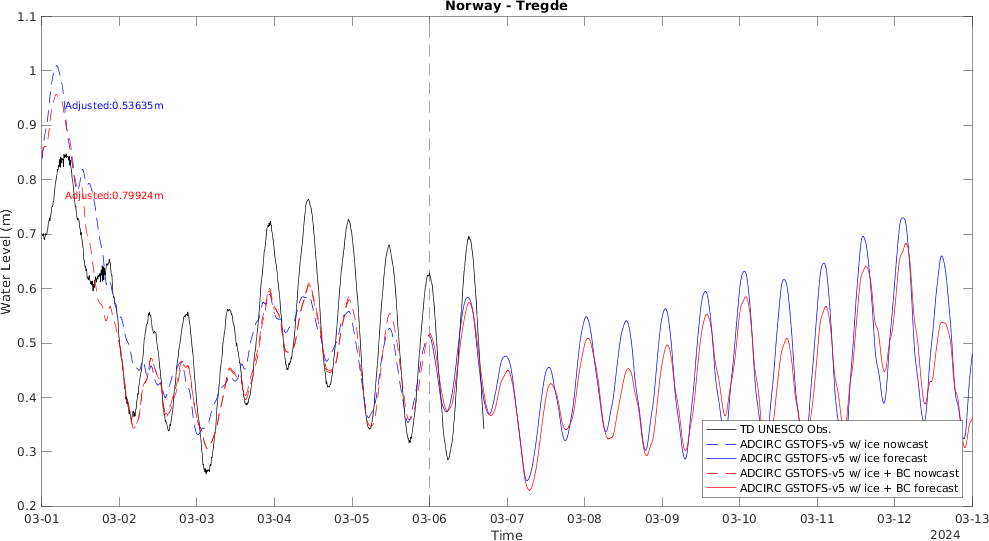 Norway - Tregde
1.1
1
0.9
0.8
0.7
0.6
0.5
0.4
0.3
0.2
Water Level (m)
Adjusted:0.53635m
Adjusted:0.79924m
TD UNESCO Obs.
ADCIRC GSTOFS-v5 w/ ice nowcast
ADCIRC GSTOFS-v5 w/ ice forecast
ADCIRC GSTOFS-v5 w/ ice + BC nowcast
ADCIRC GSTOFS-v5 w/ ice + BC forecast
03-01 03-02 03-03 03-04 03-05 03-06 03-07 03-08 03-09 03-10 03-11 03-12 03-13
Time
2024